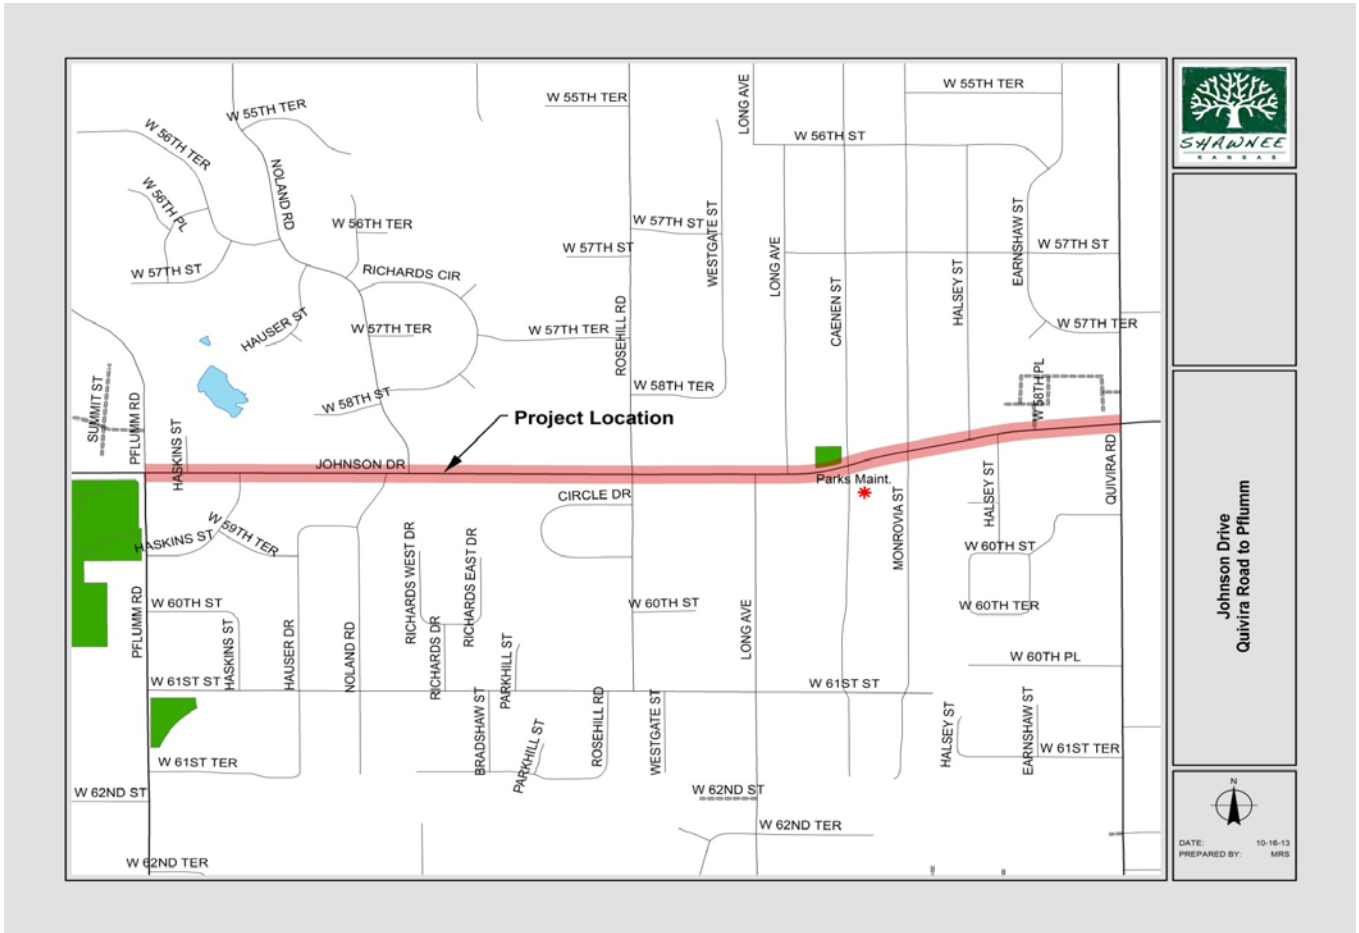 W 55TH TER
W 55TH TER
W 55TH TER
LONG AVE
W 56TH TER
W 56TH ST
NOLAND RD
W 56TH PL
W 56TH TER
W 57TH ST
WESTGATE ST
EARNSHAW ST
W 57TH ST
W 57TH ST
LONG AVE
W 57TH ST
RICHARDS CIR
HALSEY ST
CAENEN ST
HAUSER ST
W 57TH TER
W 57TH TER
ROSEHILL RD
W 57TH TER
W 58TH TER
W 58TH PL
W 58TH ST
SUMMIT ST
PFLUMM RD
Project Location
HASKINS ST
JOHNSON DR
QUIVIRA RD
Parks Maint.
CIRCLE DR
HALSEY ST
MONROVIA ST
W 59TH TER
HASKINS ST
RICHARDS WEST DR
RICHARDS EAST DR
W 60TH ST
W 60TH ST
W 60TH ST
W 60TH TER
PFLUMM RD
HASKINS ST
HAUSER DR
NOLAND RD
RICHARDS DR
PARKHILL ST
LONG AVE
W 60TH PL
W 61ST ST
W 61ST ST
BRADSHAW ST
PARKHILL ST
ROSEHILL RD
WESTGATE ST
HALSEY ST
EARNSHAW ST
W 61ST TER
W 61ST TER
W 62ND ST
W 62ND ST
W 62ND TER
W 62ND TER
SHAWNEE
KANSAS
Johnson Drive
Quivira Road to Pflumm
N
DATE: 10-16-13
PREPARED BY: MRS